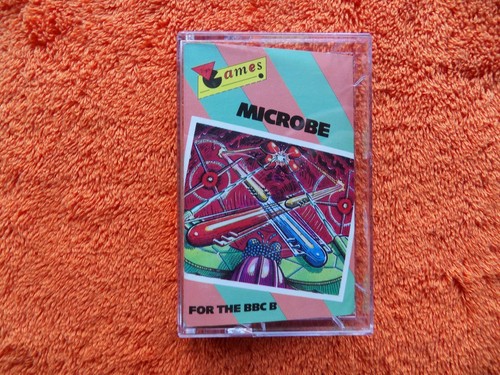 Games
MICROBE
FOR THE BBC B